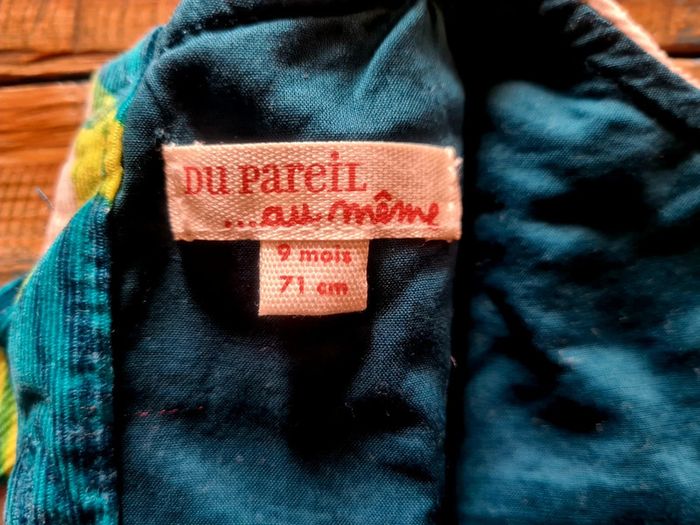 DU PAREIL
...au même
9 mois
71 cm